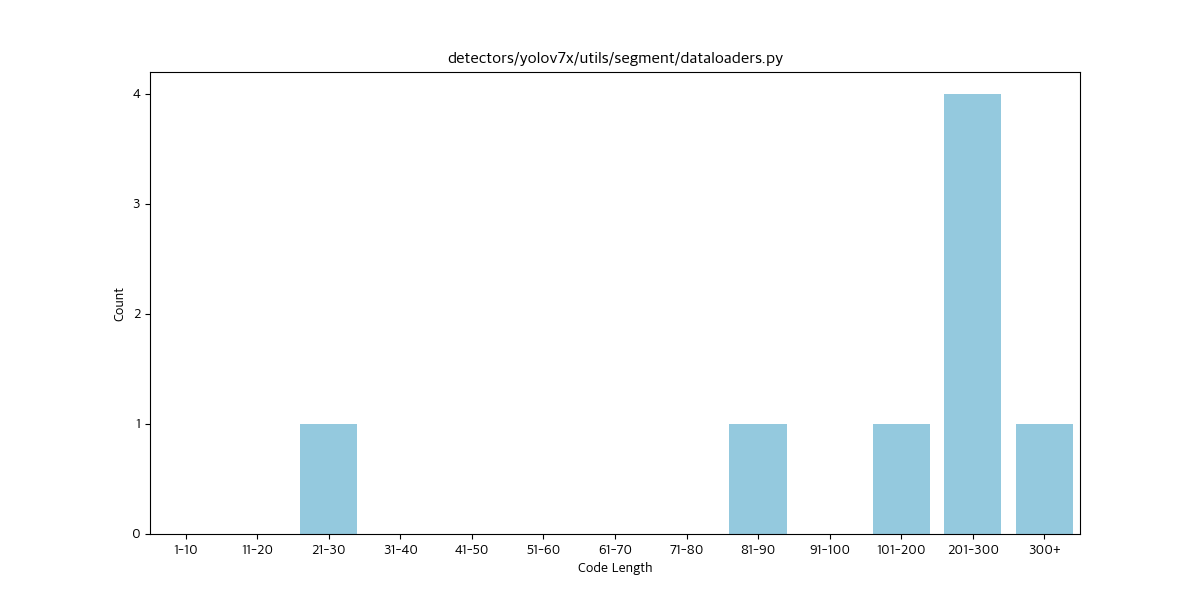 detectors/yolov7x/utils/segment/dataloaders.py
Count
4
3
2
1
0
1-10 11-20 21-30 31-40 41-50 51-60 61-70 71-80 81-90 91-100 101-200 201-300 300+
Code Length